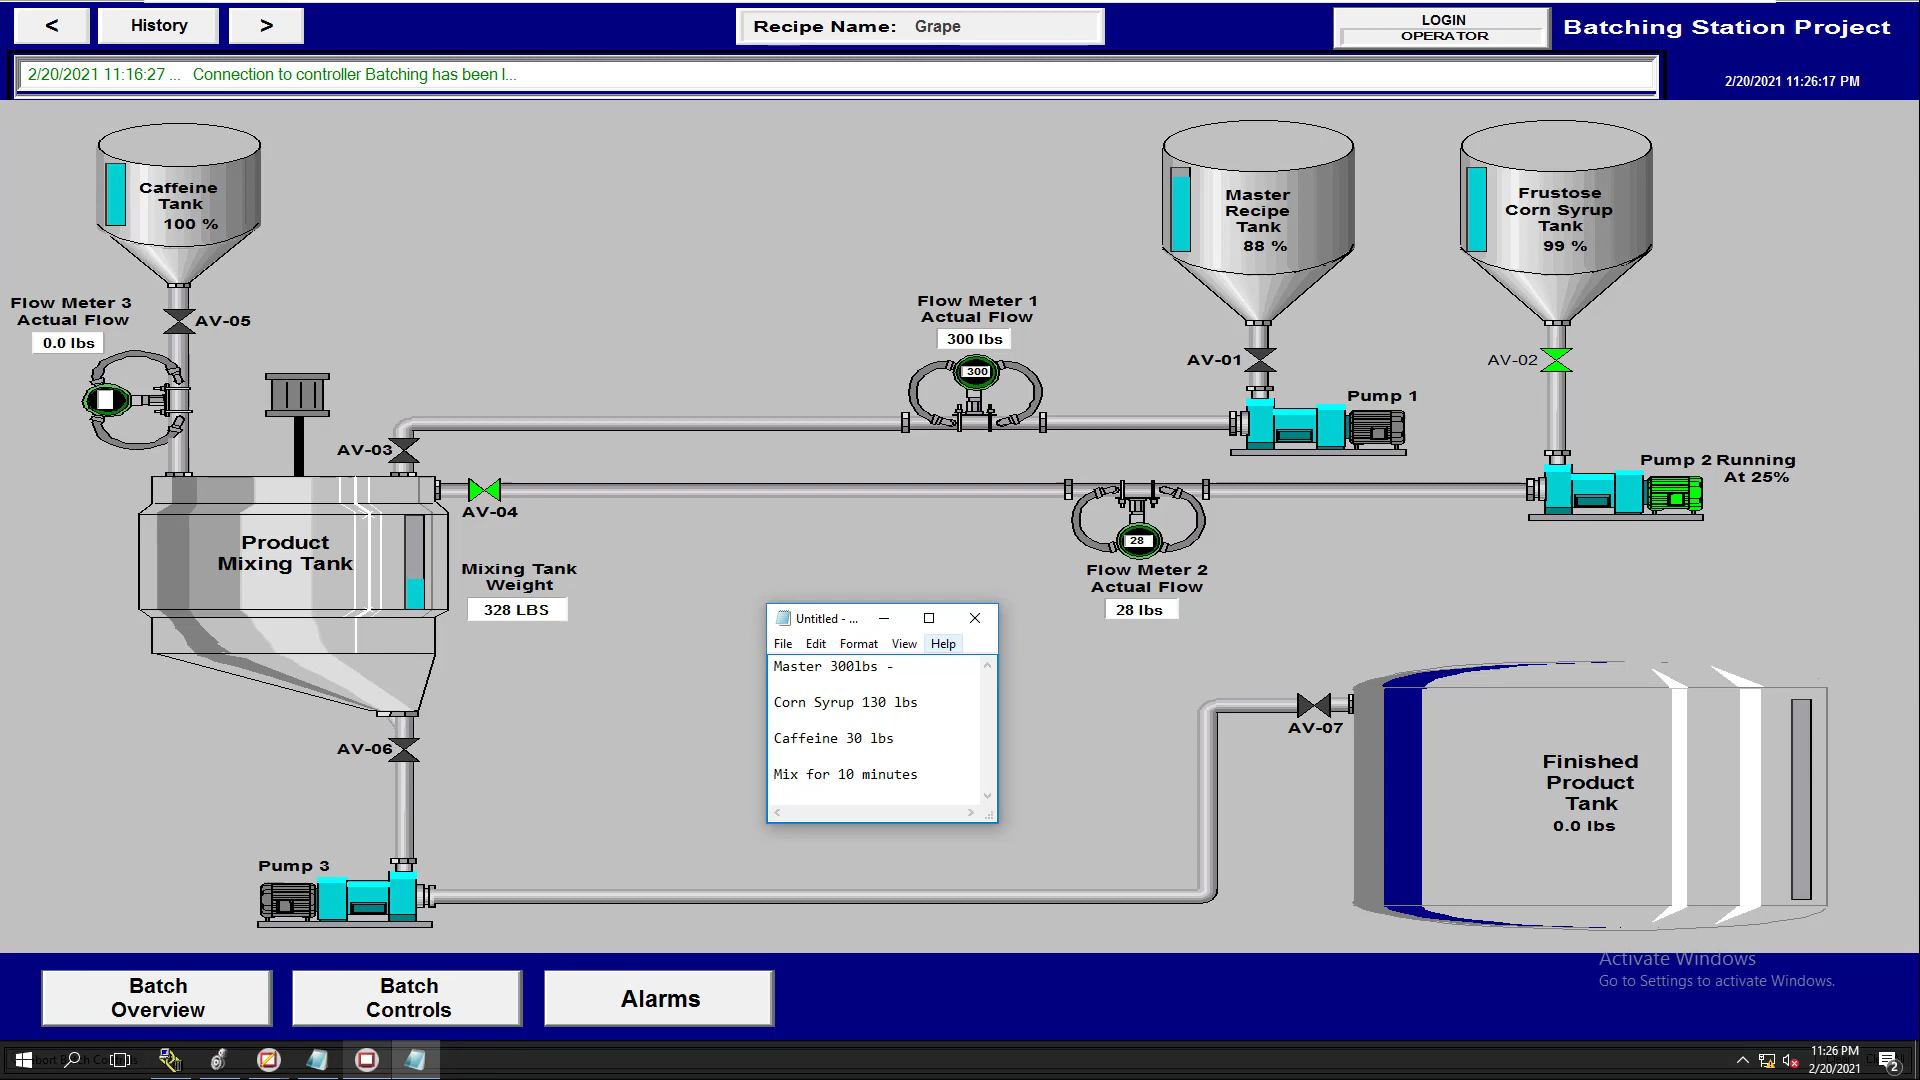 <
History
>
Recipe Name: Grape
LOGIN
OPERATOR
Batching Station Project
2/20/2021 11:16:27 ... Connection to controller Batching has been l...
2/20/2021 11:26:17 PM
Caffeine
Tank
100 %
Master
Recipe
Tank
88 %
Frustose
Corn Syrup
Tank
99 %
Flow Meter 3
Actual Flow
0.0 lbs
AV-05
Flow Meter 1
Actual Flow
300 lbs
300
AV-01
AV-02
Pump 1
AV-03
Pump 2 Running
At 25%
AV-04
Product
Mixing Tank
28
Flow Meter 2
Actual Flow
28 lbs
Mixing Tank
Weight
328 LBS
Untitled - ...
File Edit Format View Help
Master 300lbs -
Corn Syrup 130 lbs
Caffeine 30 lbs
Mix for 10 minutes
AV-07
AV-06
Finished
Product
Tank
0.0 lbs
Pump 3
Activate Windows
Go to Settings to activate Windows.
Batch
Overview
Batch
Controls
Alarms
11:26 PM
2/20/2021
2